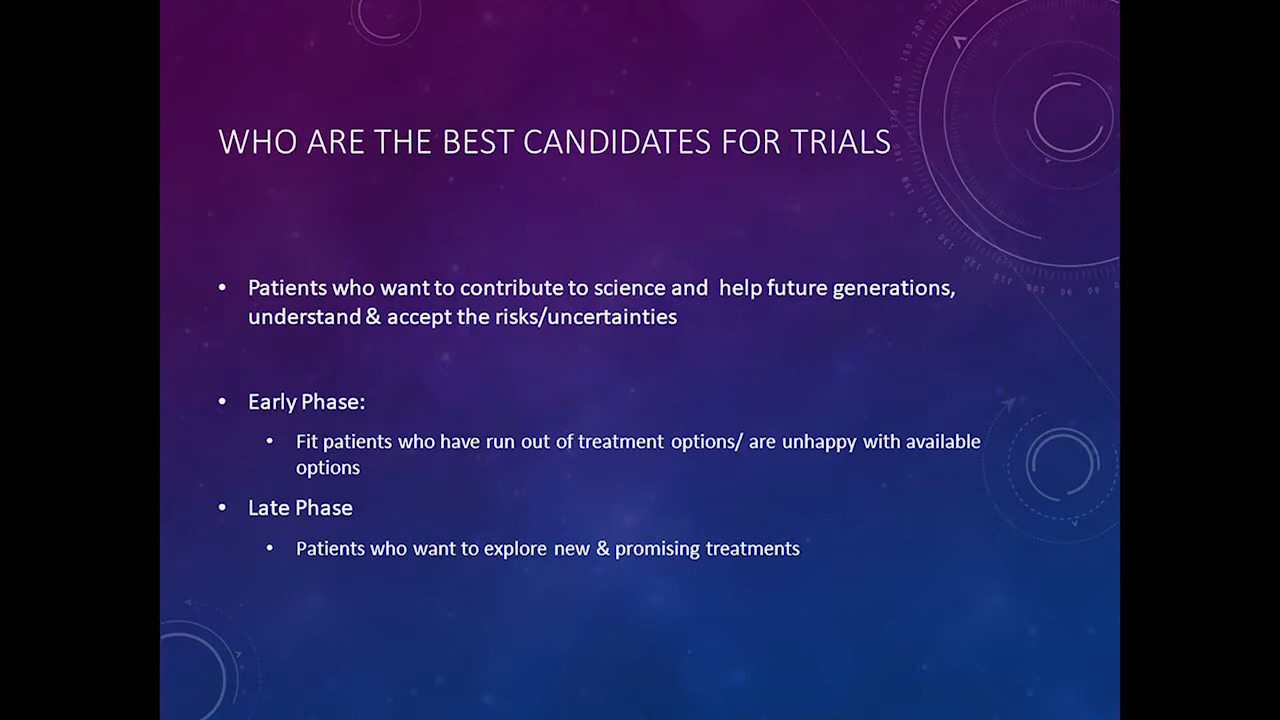 WHO ARE THE BEST CANDIDATES FOR TRIALS
• Patients who want to contribute to science and help future generations,
understand & accept the risks/uncertainties
• Early Phase:
• Fit patients who have run out of treatment options/ are unhappy with available
options
• Late Phase
• Patients who want to explore new & promising treatments